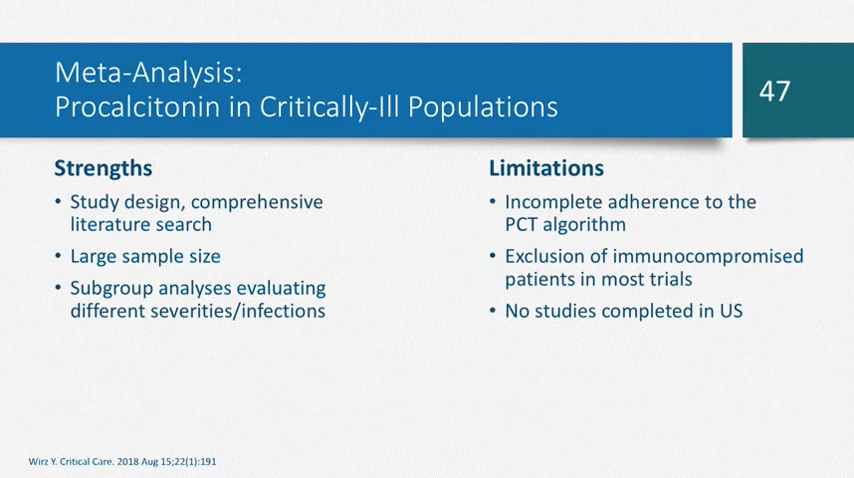 Meta-Analysis:
Procalcitonin in Critically-Ill Populations
47
Strengths
• Study design, comprehensive
literature search
• Large sample size
• Subgroup analyses evaluating
different severities/infections
Limitations
• Incomplete adherence to the
PCT algorithm
• Exclusion of immunocompromised
patients in most trials
• No studies completed in US
Wirz Y. Critical Care. 2018 Aug 15;22(1):191